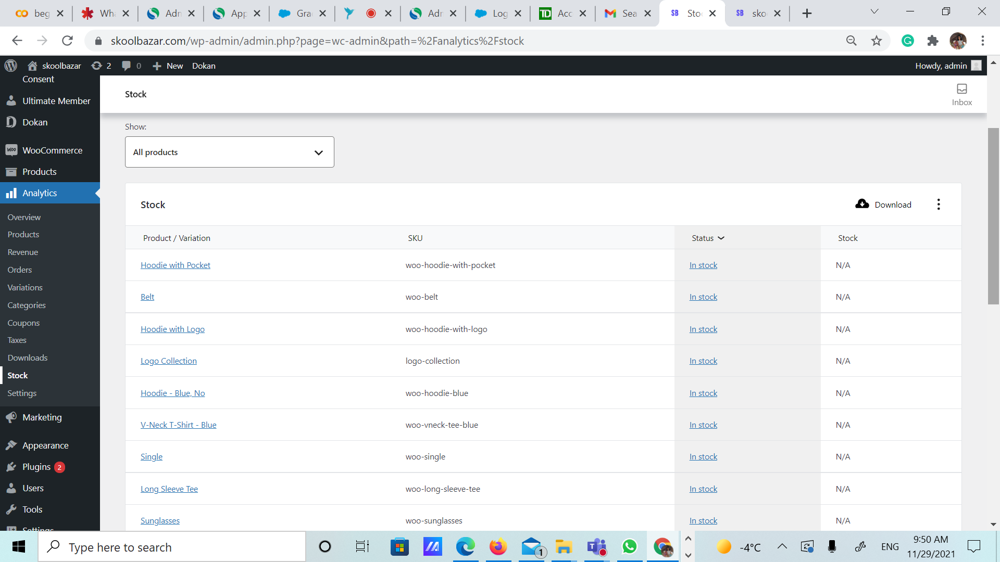 beg
Wha
Adn
App
Gra
Adr
Log
Acc
Sea
SB Sto
SB sko
skoolbazar.com/wp-admin/admin.php?page=wc-admin&path=%2Fanalytics%2Fstock
skoolbazar 2 0 New Dokan
Howdy, admin
Consent
Ultimate Member
Dokan
WooCommerce
Products
Analytics
Overview
Products
Revenue
Orders
Variations
Categories
Coupons
Taxes
Downloads
Stock
Settings
Marketing
Appearance
Plugins 2
Users
Tools
Settings
Stock
Inbox
Show:
All products
Stock
Download
Product / Variation SKU Status Stock
Hoodie with Pocket woo-hoodie-with-pocket In stock N/A
Belt woo-belt In stock N/A
Hoodie with Logo woo-hoodie-with-logo In stock N/A
Logo Collection logo-collection In stock N/A
Hoodie - Blue, No woo-hoodie-blue In stock N/A
V-Neck T-Shirt - Blue woo-vneck-tee-blue In stock N/A
Single woo-single In stock N/A
Long Sleeve Tee woo-long-sleeve-tee In stock N/A
Sunglasses woo-sunglasses In stock N/A
Type here to search
1
-4°C
ENG
9:50 AM
11/29/2021